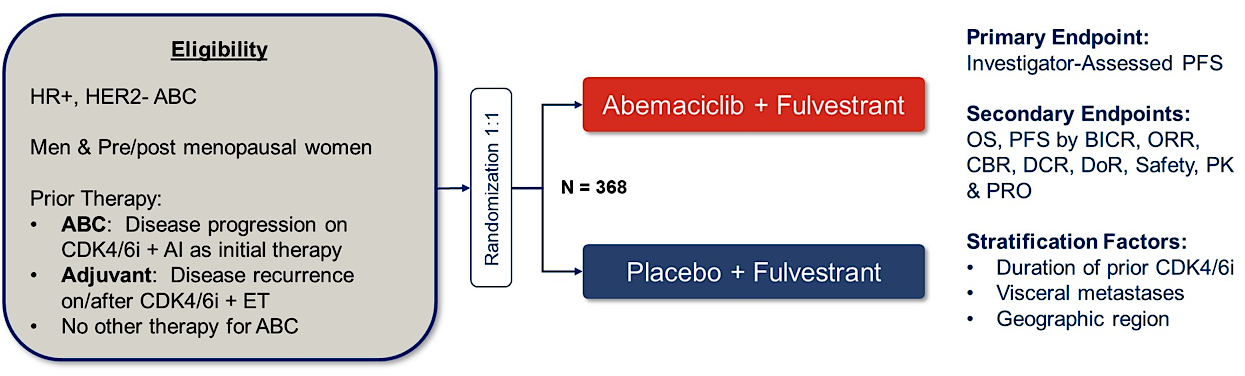 Eligibility
HR+, HER2- ABC
Men & Pre/post menopausal women
Prior Therapy:
• ABC: Disease progression on
CDK4/6i + AI as initial therapy
• Adjuvant: Disease recurrence
on/after CDK4/6i + ET
• No other therapy for ABC
Randomization 1:1
Abemaciclib + Fulvestrant
N = 368
Placebo + Fulvestrant
Primary Endpoint:
Investigator-Assessed PFS
Secondary Endpoints:
OS, PFS by BICR, ORR,
CBR, DCR, DoR, Safety, PK
& PRO
Stratification Factors:
• Duration of prior CDK4/6i
• Visceral metastases
• Geographic region